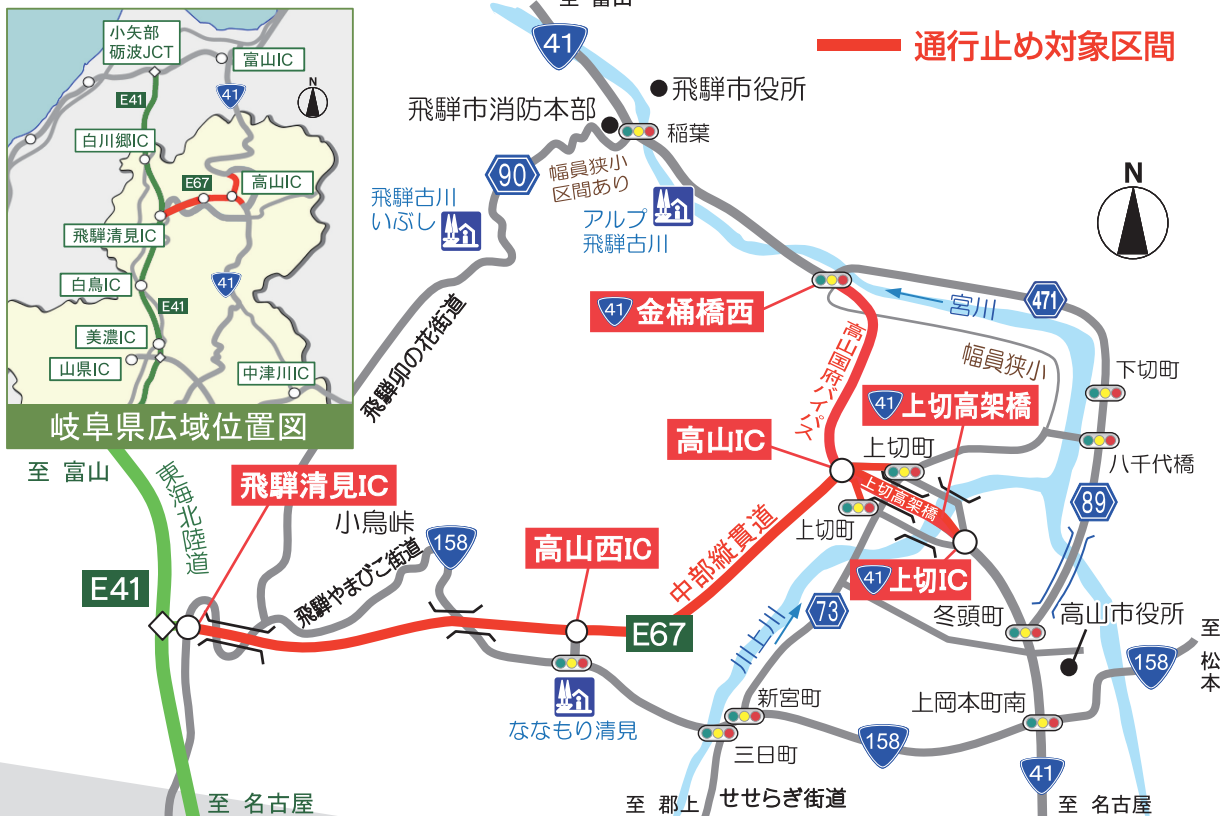 小矢部
砺波JCT
富山IC
41
N
E41
白川郷IC
E67
高山IC
飛騨清見IC
41
白鳥IC
E41
美濃IC
山県IC
中津川IC
岐阜県広域位置図
至 富山
41
通行止め対象区間
飛騨市役所
飛騨市消防本部
稲葉
90
幅員狭小
区間あり
飛騨古川
いぶし
アルプ
飛騨古川
N
41 金桶橋西
宮川
471
高山国府バイパス
幅員狭小
下切町
飛騨卯の花街道
41 上切高架橋
高山IC
上切町
八千代橋
至 富山
東海北陸道
飛騨清見IC
上切高架橋
89
小鳥峠
158
上切町
高山西IC
中部縦貫道
41 上切IC
E41
飛騨やまびこ街道
73
冬頭町
高山市役所
E67
川上川
至 松本
158
新宮町
上岡本町南
ななもり清見
三日町
158
41
至 名古屋
至 郡上
せせらぎ街道
至 名古屋